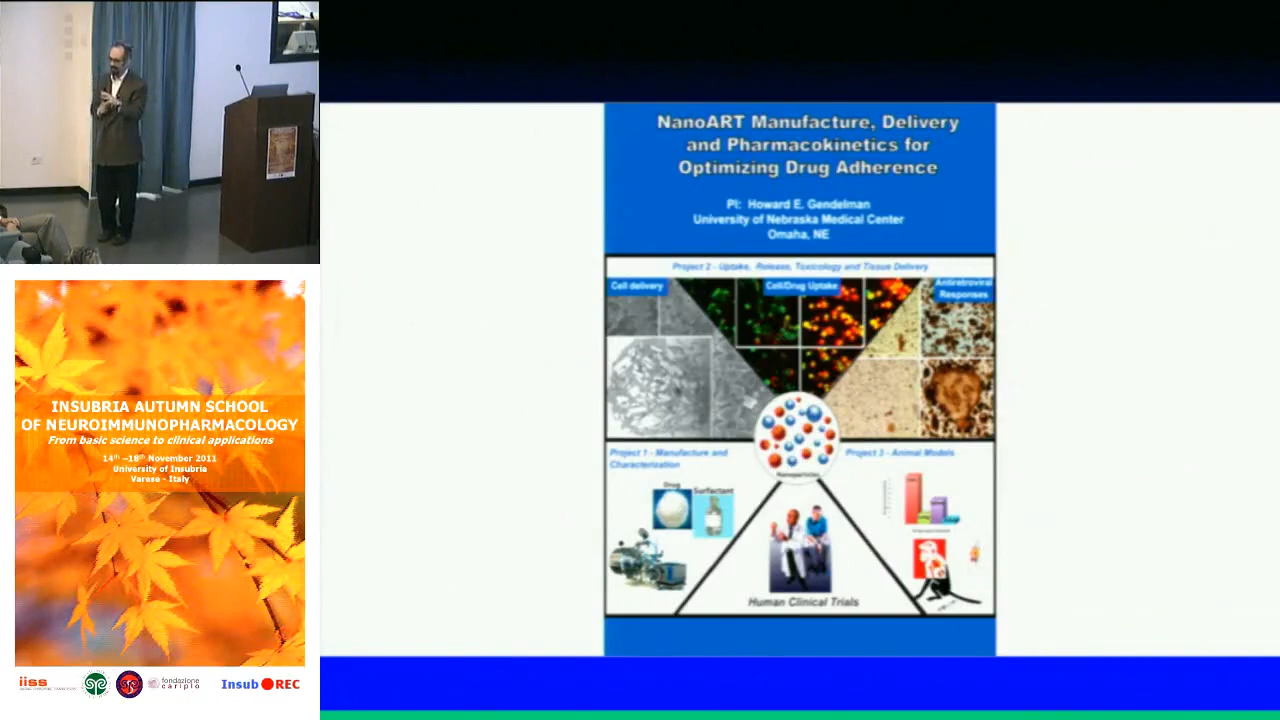 NanoART Manufacture, Delivery
and Pharmacokinetics for
Optimizing Drug Adherence
PI: Howard E. Gendelman
University of Nebraska Medical Center
Omaha, NE
Project 2 - Uptake, Release, Toxicology and Tissue Delivery
Cell delivery
Cell/Drug Uptake
Antiretroviral
Responses
Nanoparticles
Project 1 - Manufacture and
Characterization
Drug
Surfactant
Project 3 - Animal Models
Human Clinical Trials
INSUBRIA AUTUMN SCHOOL
OF NEUROIMMUNOPHARMACOLOGY
From basic science to clinical applications
14th –18th November 2011
University of Insubria
Varese - Italy
iiss
fondazione
cariplo
Insub REC